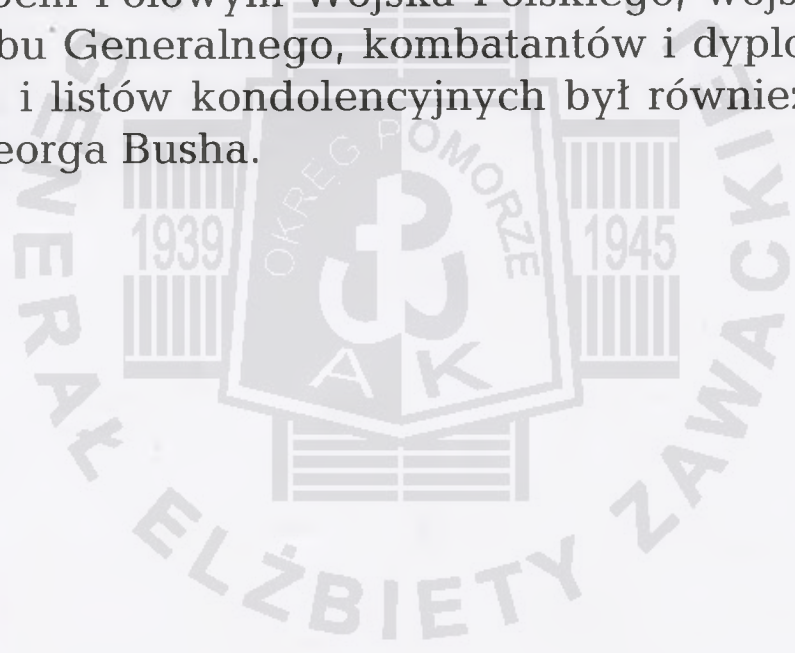 Polowym Wojska Polskiego,
bu Generalnego, kombatantów i dyplo
i listów kondolencyjnych był również
eorga Busha.
GENERAŁ ELŻBIETY ZAWACKIEJ
OKRĘG POMORZE
1939
1945
A K